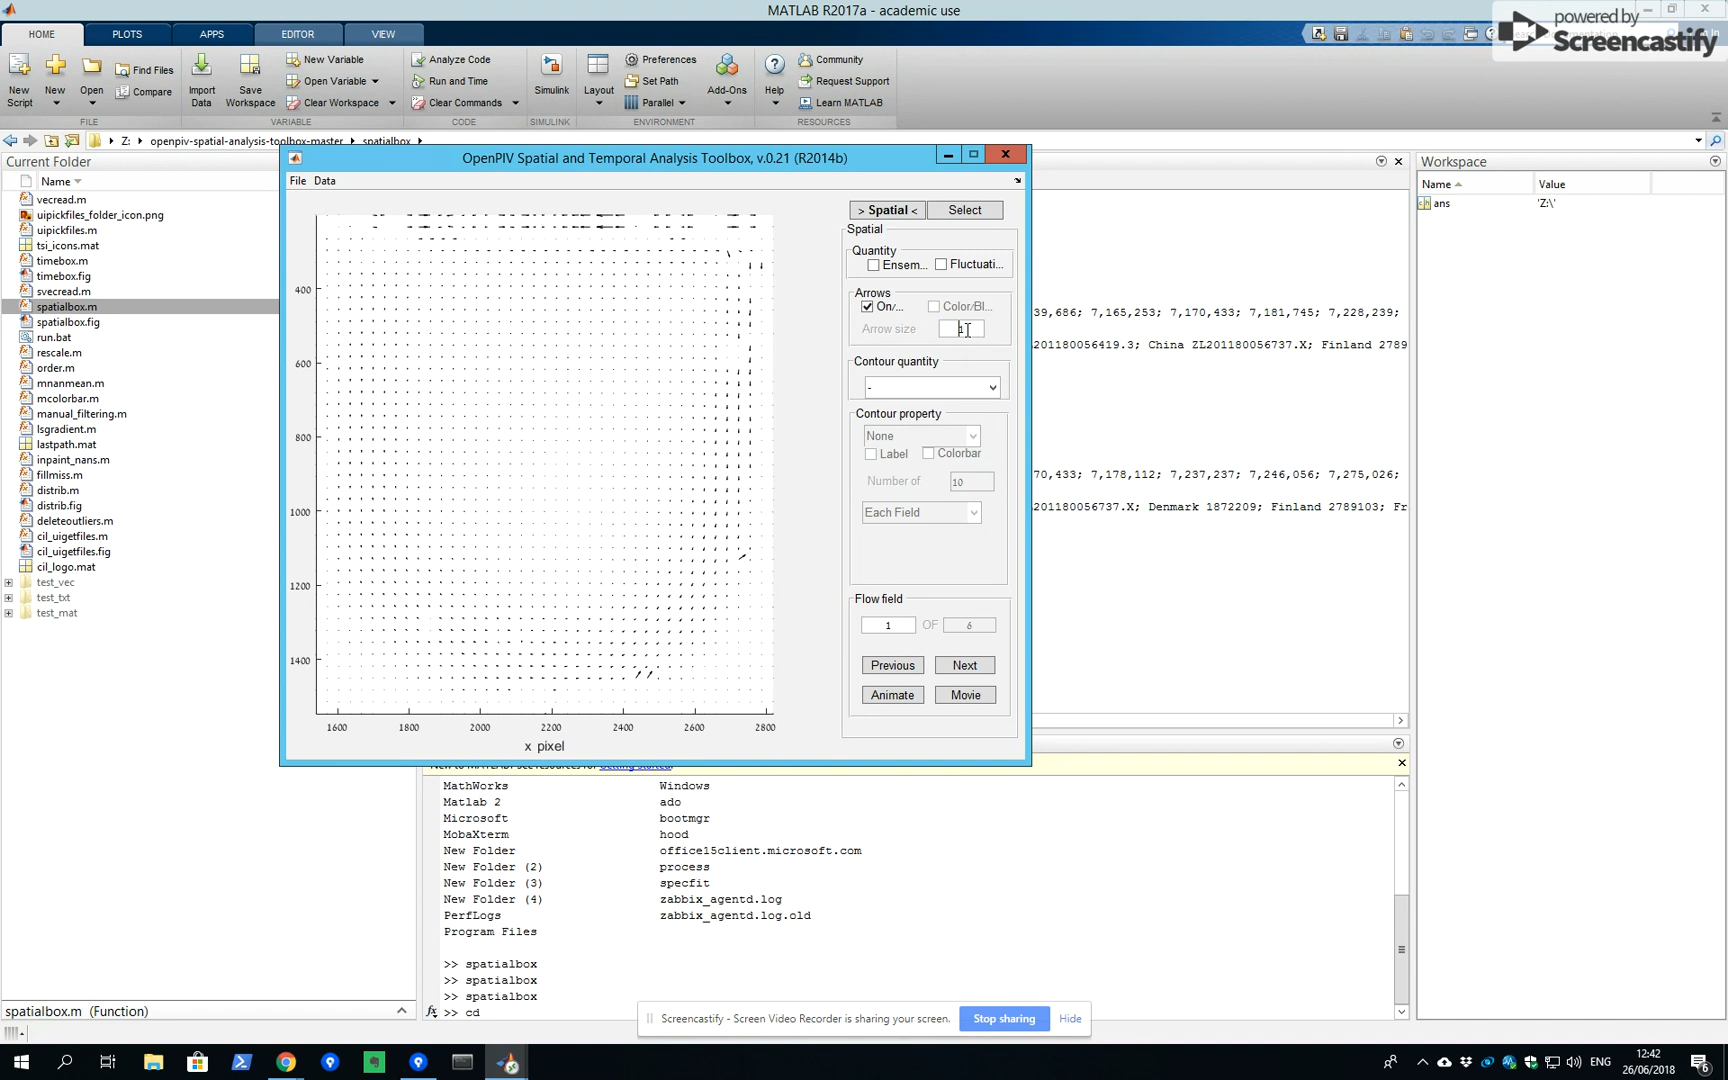 MATLAB R2017a - academic use
powered by
Screencastify
HOME
PLOTS
APPS
EDITOR
VIEW
New Script
New
Open
Find Files
Compare
Import Data
Save Workspace
New Variable
Open Variable
Clear Workspace
Analyze Code
Run and Time
Clear Commands
Simulink
Layout
Preferences
Set Path
Parallel
Add-Ons
Help
Community
Request Support
Learn MATLAB
FILE
VARIABLE
CODE
SIMULINK
ENVIRONMENT
RESOURCES
Z:
openpiv-spatial-analysis-toolbox-master
spatialbox
Current Folder
Name
vecread.m
uipickfiles_folder_icon.png
uipickfiles.m
tsi_icons.mat
timebox.m
timebox.fig
svecread.m
spatialbox.m
spatialbox.fig
run.bat
rescale.m
order.m
mnanmean.m
mcolorbar.m
manual_filtering.m
lsgradient.m
lastpath.mat
inpaint_nans.m
fillmiss.m
distrib.m
distrib.fig
deleteoutliers.m
cil_uigetfiles.m
cil_uigetfiles.fig
cil_logo.mat
test_vec
test_txt
test_mat
spatialbox.m (Function)
OpenPIV Spatial and Temporal Analysis Toolbox, v.0.21 (R2014b)
File Data
400
600
800
1000
1200
1400
1600 1800 2000 2200 2400 2600 2800
x pixel
> Spatial <
Select
Spatial
Quantity
Ensem...
Fluctuati...
Arrows
On/...
Color/Bl...
Arrow size
1
Contour quantity
-
Contour property
None
Label
Colorbar
Number of
10
Each Field
Flow field
1 OF 6
Previous
Next
Animate
Movie
39,686; 7,165,253; 7,170,433; 7,181,745; 7,228,239;
201180056419.3; China ZL201180056737.X; Finland 2789
70,433; 7,178,112; 7,237,237; 7,246,056; 7,275,026;
201180056737.X; Denmark 1872209; Finland 2789103; Fr
Workspace
Name
Value
ans
'Z:\'
MathWorks Windows
Matlab 2 ado
Microsoft bootmgr
MobaXterm hood
New Folder office15client.microsoft.com
New Folder (2) process
New Folder (3) specfit
New Folder (4) zabbix_agentd.log
PerfLogs zabbix_agentd.log.old
Program Files
>> spatialbox
>> spatialbox
>> spatialbox
fx >> cd
Screencastify - Screen Video Recorder is sharing your screen.
Stop sharing
Hide
ENG
12:42
26/06/2018
6